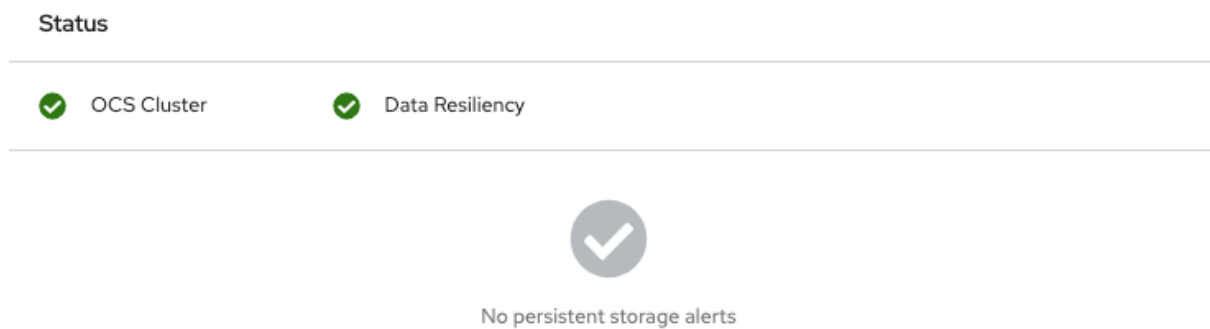 Status
OCS Cluster Data Resiliency
No persistent storage alerts